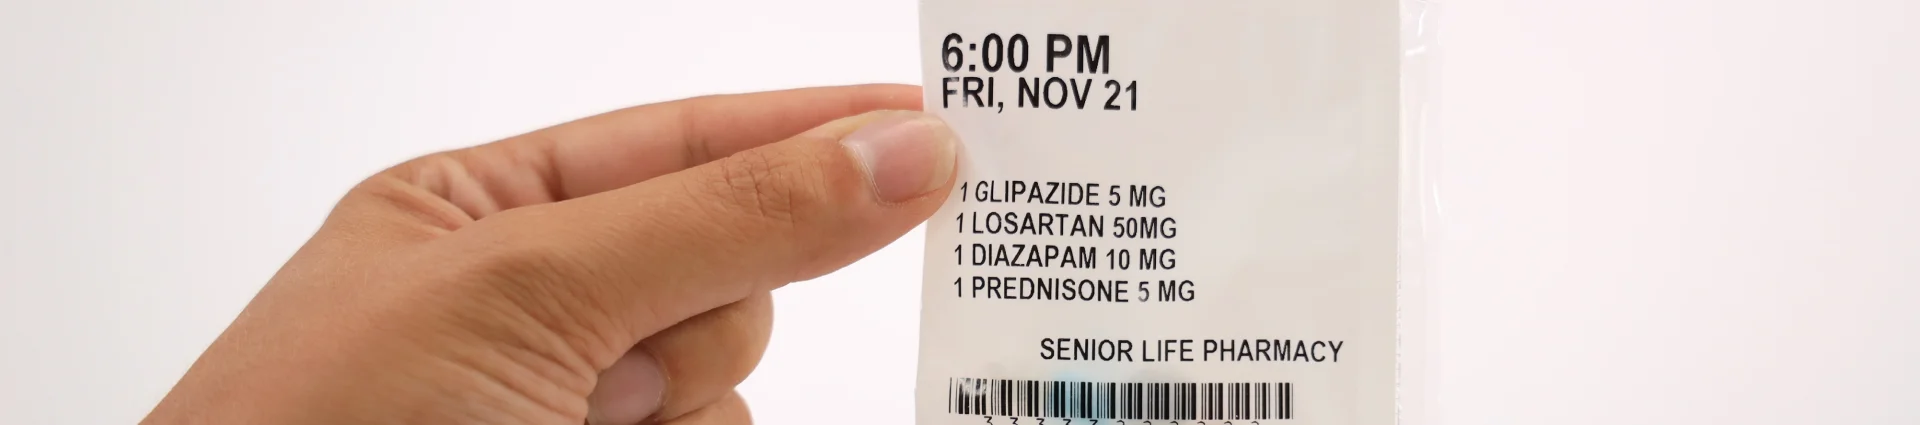 6:00 PM
FRI, NOV 21
1 GLIPAZIDE 5 MG
1 LOSARTAN 50MG
1 DIAZAPAM 10 MG
1 PREDNISONE 5 MG
SENIOR LIFE PHARMACY